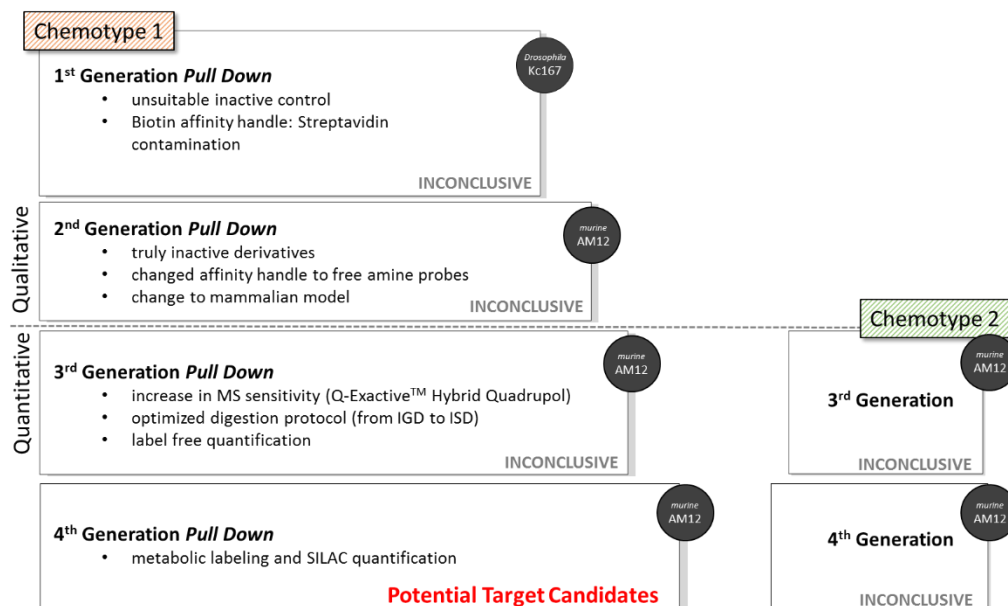 Chemotype 1
Drosophila
Kc167
1st Generation Pull Down
• unsuitable inactive control
• Biotin affinity handle: Streptavidin
contamination
INCONCLUSIVE
Qualitative
murine
AM12
2nd Generation Pull Down
• truly inactive derivatives
• changed affinity handle to free amine probes
• change to mammalian model
INCONCLUSIVE
Chemotype 2
Quantitative
murine
AM12
3rd Generation Pull Down
• increase in MS sensitivity (Q-Exactive™ Hybrid Quadrupol)
• optimized digestion protocol (from IGD to ISD)
• label free quantification
INCONCLUSIVE
murine
AM12
3rd Generation
INCONCLUSIVE
murine
AM12
4th Generation Pull Down
• metabolic labeling and SILAC quantification
Potential Target Candidates
murine
AM12
4th Generation
INCONCLUSIVE